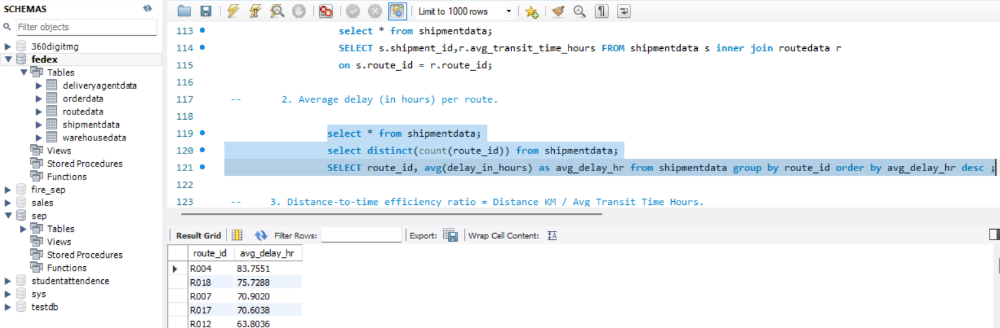 SCHEMAS
Filter objects
360digitmg
fedex
Tables
deliveryagentdata
orderdata
routedata
shipmentdata
warehousedata
Views
Stored Procedures
Functions
fire_sep
sales
sep
Tables
Views
Stored Procedures
Functions
studentattendence
sys
testdb
Limit to 1000 rows
113 select * from shipmentdata;
114 SELECT s.shipment_id,r.avg_transit_time_hours FROM shipmentdata s inner join routedata r
115 on s.route_id = r.route_id;
116
117 -- 2. Average delay (in hours) per route.
118
119 select * from shipmentdata;
120 select distinct(count(route_id)) from shipmentdata;
121 SELECT route_id, avg(delay_in_hours) as avg_delay_hr from shipmentdata group by route_id order by avg_delay_hr desc ;
122
123 -- 3. Distance-to-time efficiency ratio = Distance KM / Avg Transit Time Hours.
Result Grid Filter Rows: Export: Wrap Cell Content: IA
route_id avg_delay_hr
R004 83.7551
R018 75.7288
R007 70.9020
R017 70.6038
R012 63.8036